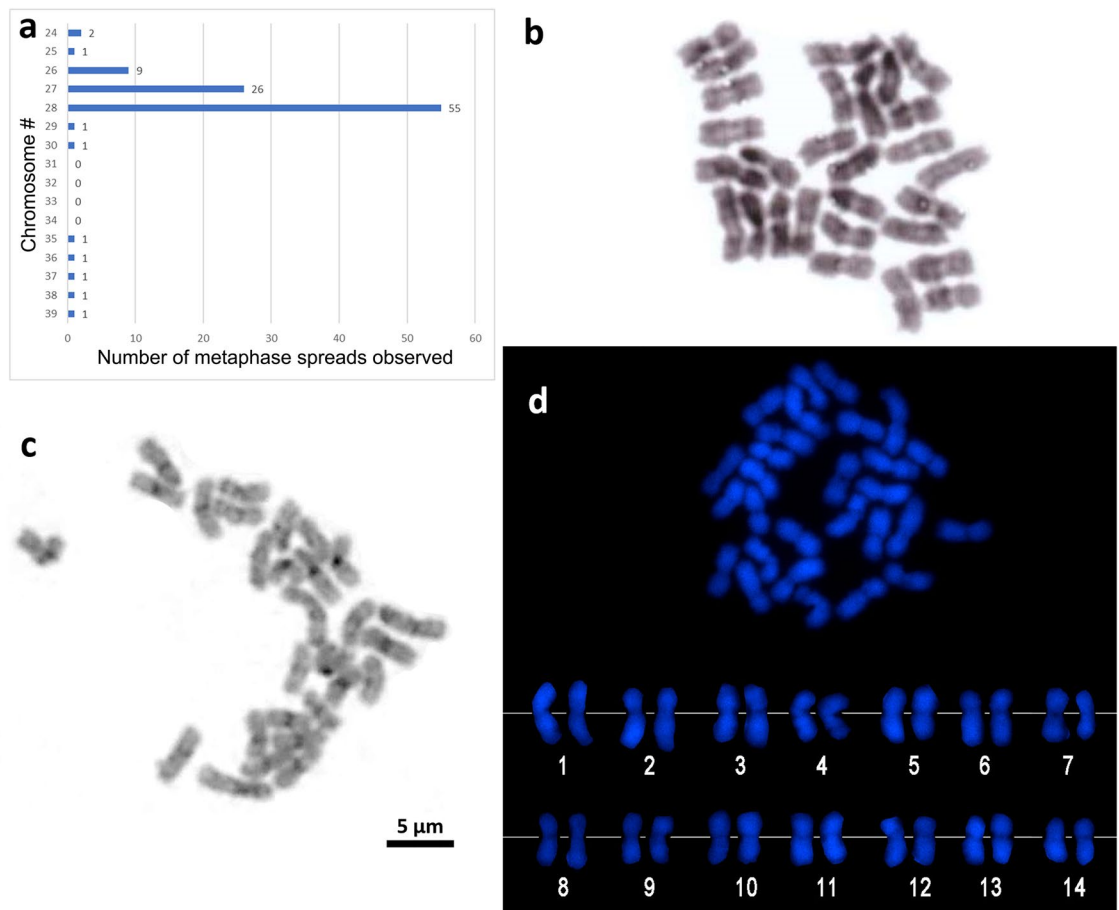 a
24 2
25 1
26 9
27 26
28 55
29 1
30 1
31 0
32 0
33 0
34 0
35 1
36 1
37 1
38 1
39 1
Chromosome #
0 10 20 30 40 50 60
Number of metaphase spreads observed
b
c
5 µm
d
1 2 3 4 5 6 7
8 9 10 11 12 13 14